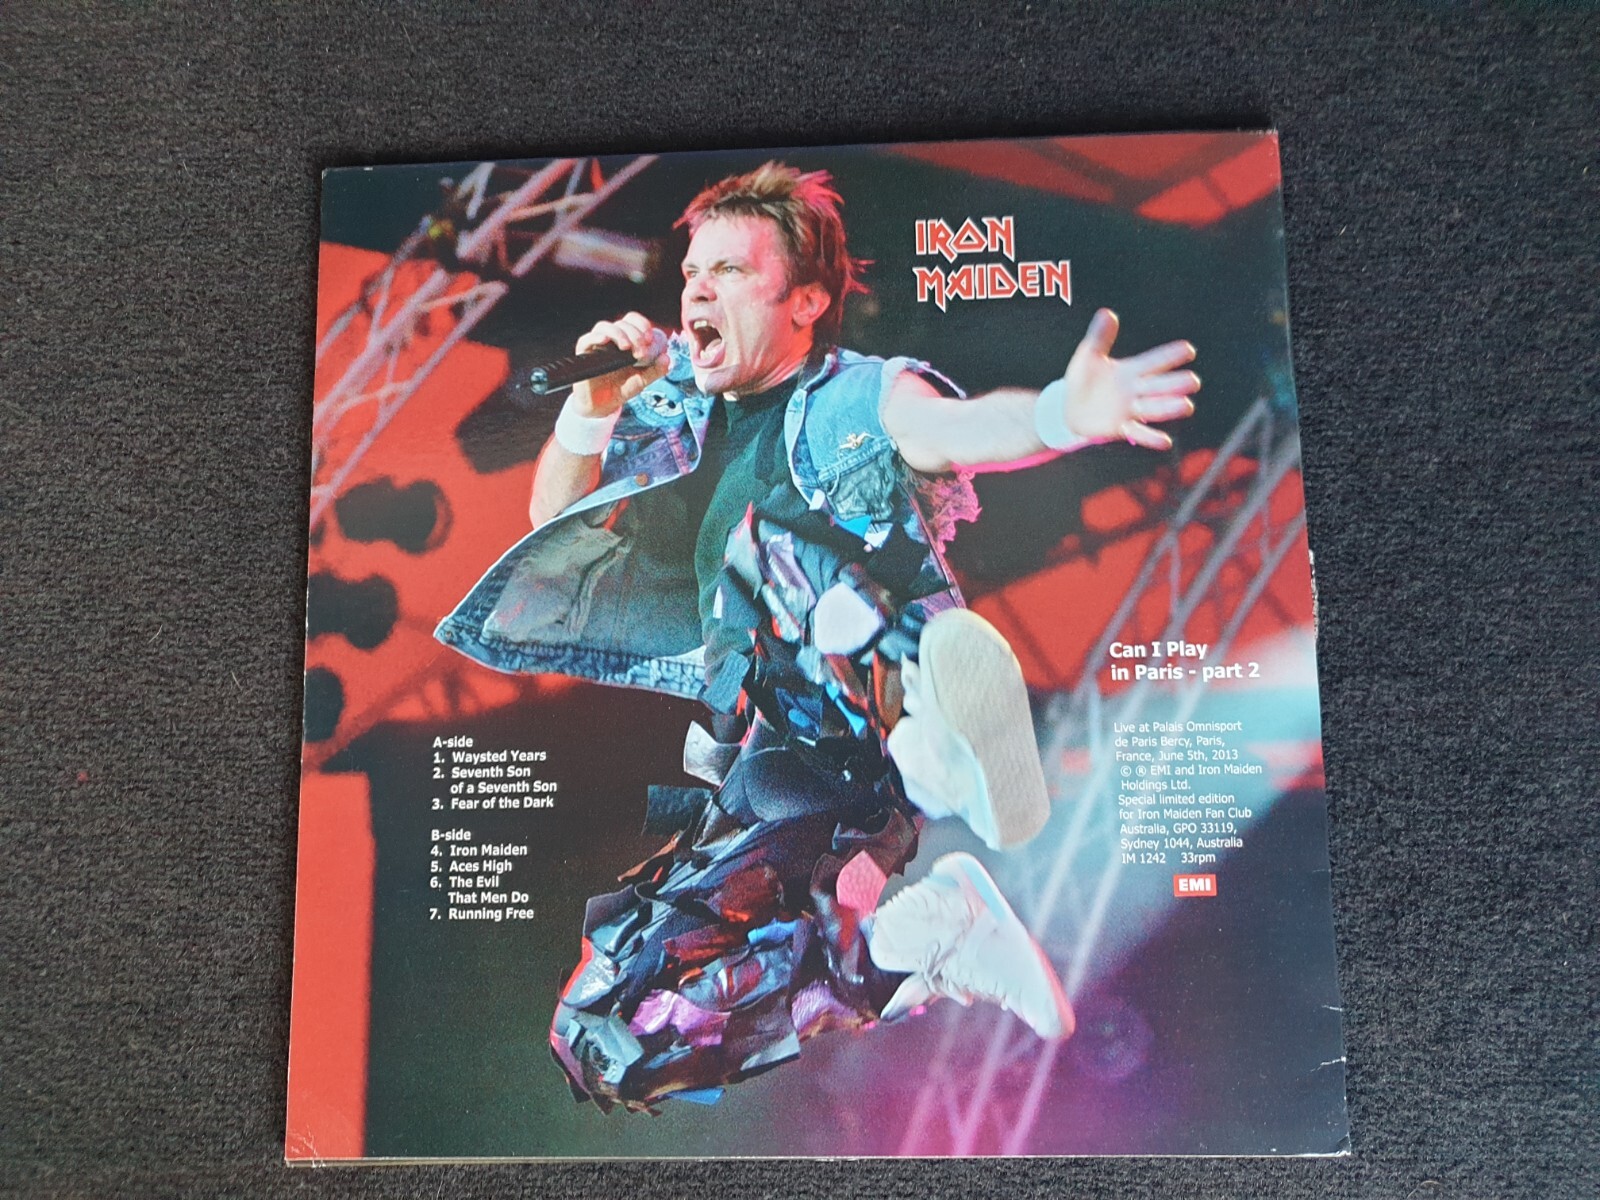 IRON
MAIDEN
Can I Play
in Paris - part 2
Live at Palais Omnisport
de Paris Bercy, Paris,
France, June 5th, 2013
© ® EMI and Iron Maiden
Holdings Ltd.
Special limited edition
for Iron Maiden Fan Club
Australia, GPO 33119,
Sydney 1044, Australia
IM 1242 33rpm
EMI
A-side
1. Waysted Years
2. Seventh Son
of a Seventh Son
3. Fear of the Dark
B-side
4. Iron Maiden
5. Aces High
6. The Evil
That Men Do
7. Running Free